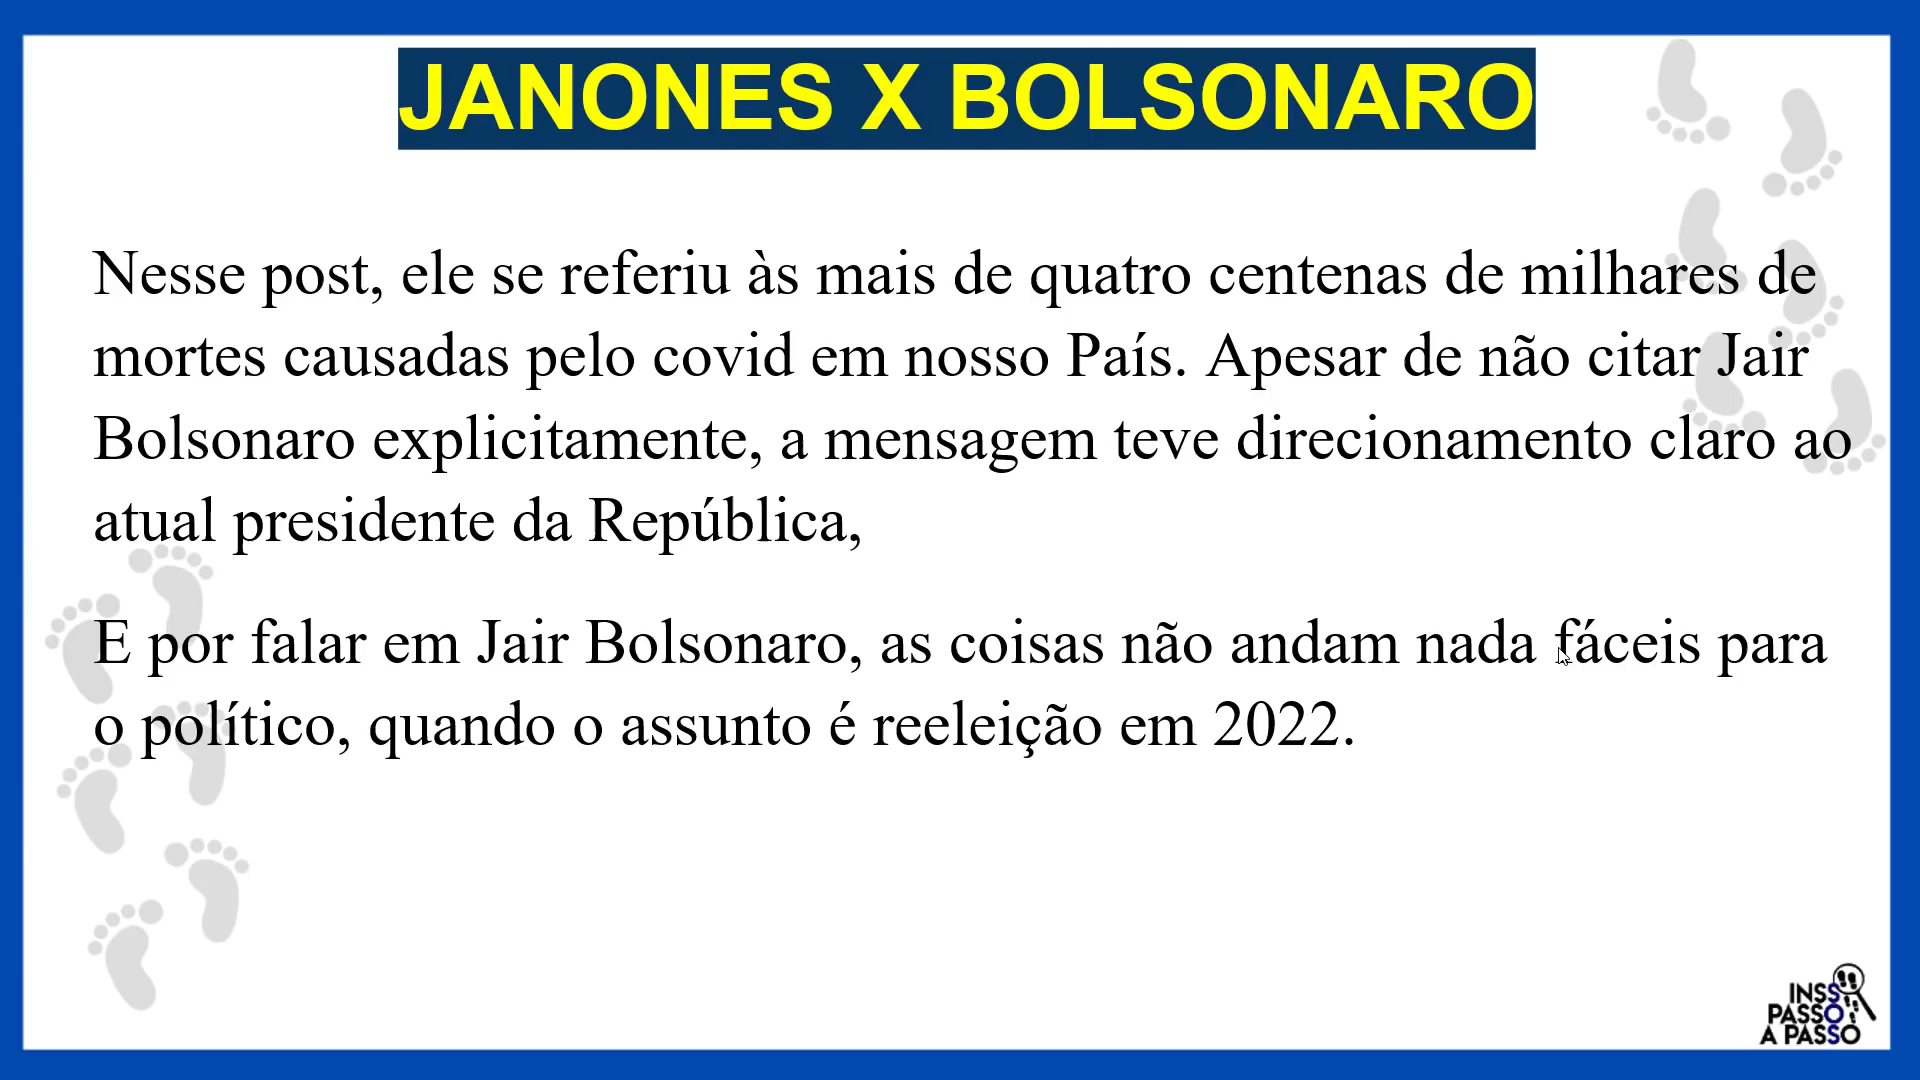 JANONES X BOLSONARO
Nesse post, ele se referiu às mais de quatro centenas de milhares de
mortes causadas pelo covid em nosso País. Apesar de não citar Jair
Bolsonaro explicitamente, a mensagem teve direcionamento claro ao
atual presidente da República,
E por falar em Jair Bolsonaro, as coisas não andam nada fáceis para
o político, quando o assunto é reeleição em 2022.
INSS
PASSO
A PASSO